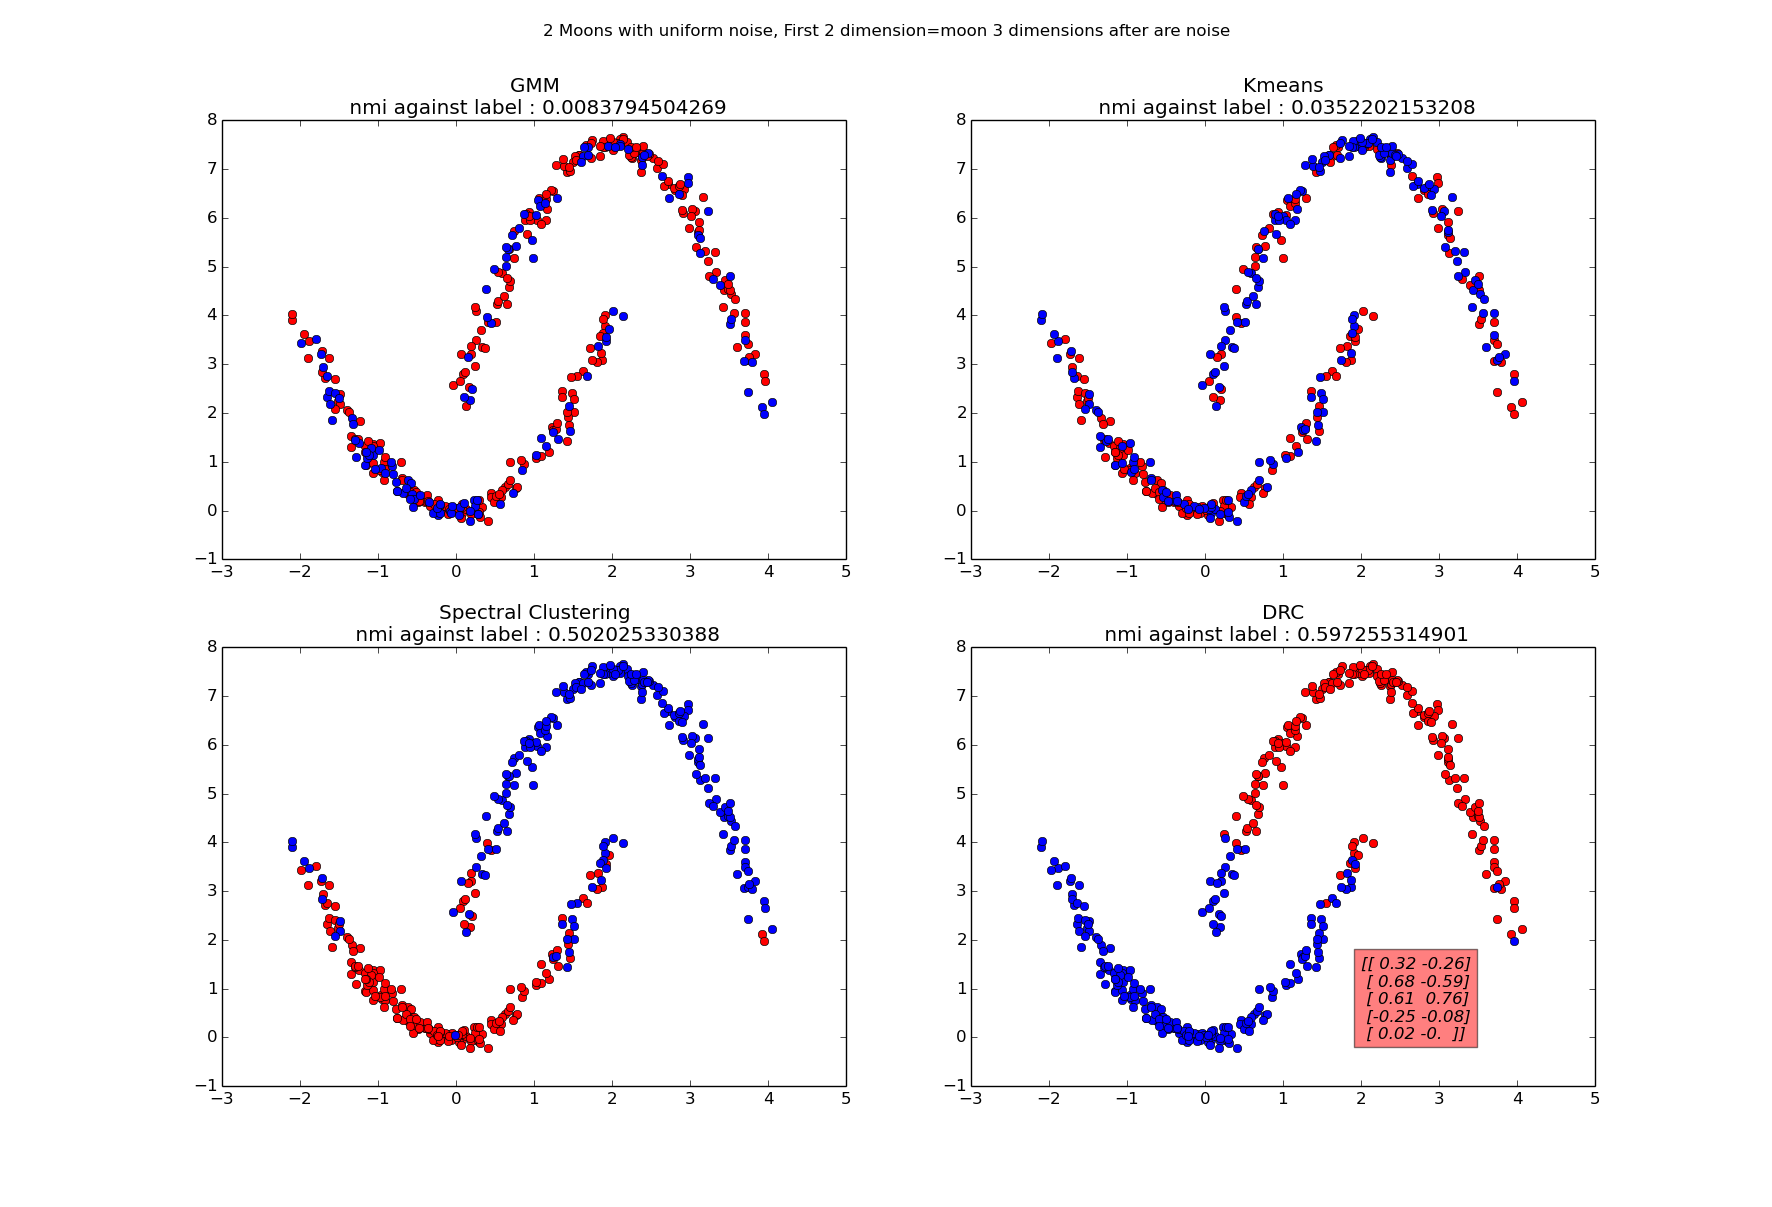 2 Moons with uniform noise, First 2 dimension=moon 3 dimensions after are noise
GMM
nmi against label : 0.0083794504269
8
7
6
5
4
3
2
1
0
−1
−3 −2 −1 0 1 2 3 4 5
Kmeans
nmi against label : 0.0352202153208
8
7
6
5
4
3
2
1
0
−1
−3 −2 −1 0 1 2 3 4 5
Spectral Clustering
nmi against label : 0.502025330388
8
7
6
5
4
3
2
1
0
−1
−3 −2 −1 0 1 2 3 4 5
DRC
nmi against label : 0.597255314901
8
7
6
5
4
3
2
1
0
−1
[[ 0.32 -0.26]
[ 0.68 -0.59]
[ 0.61 0.76]
[-0.25 -0.08]
[ 0.02 -0. ]]
−3 −2 −1 0 1 2 3 4 5